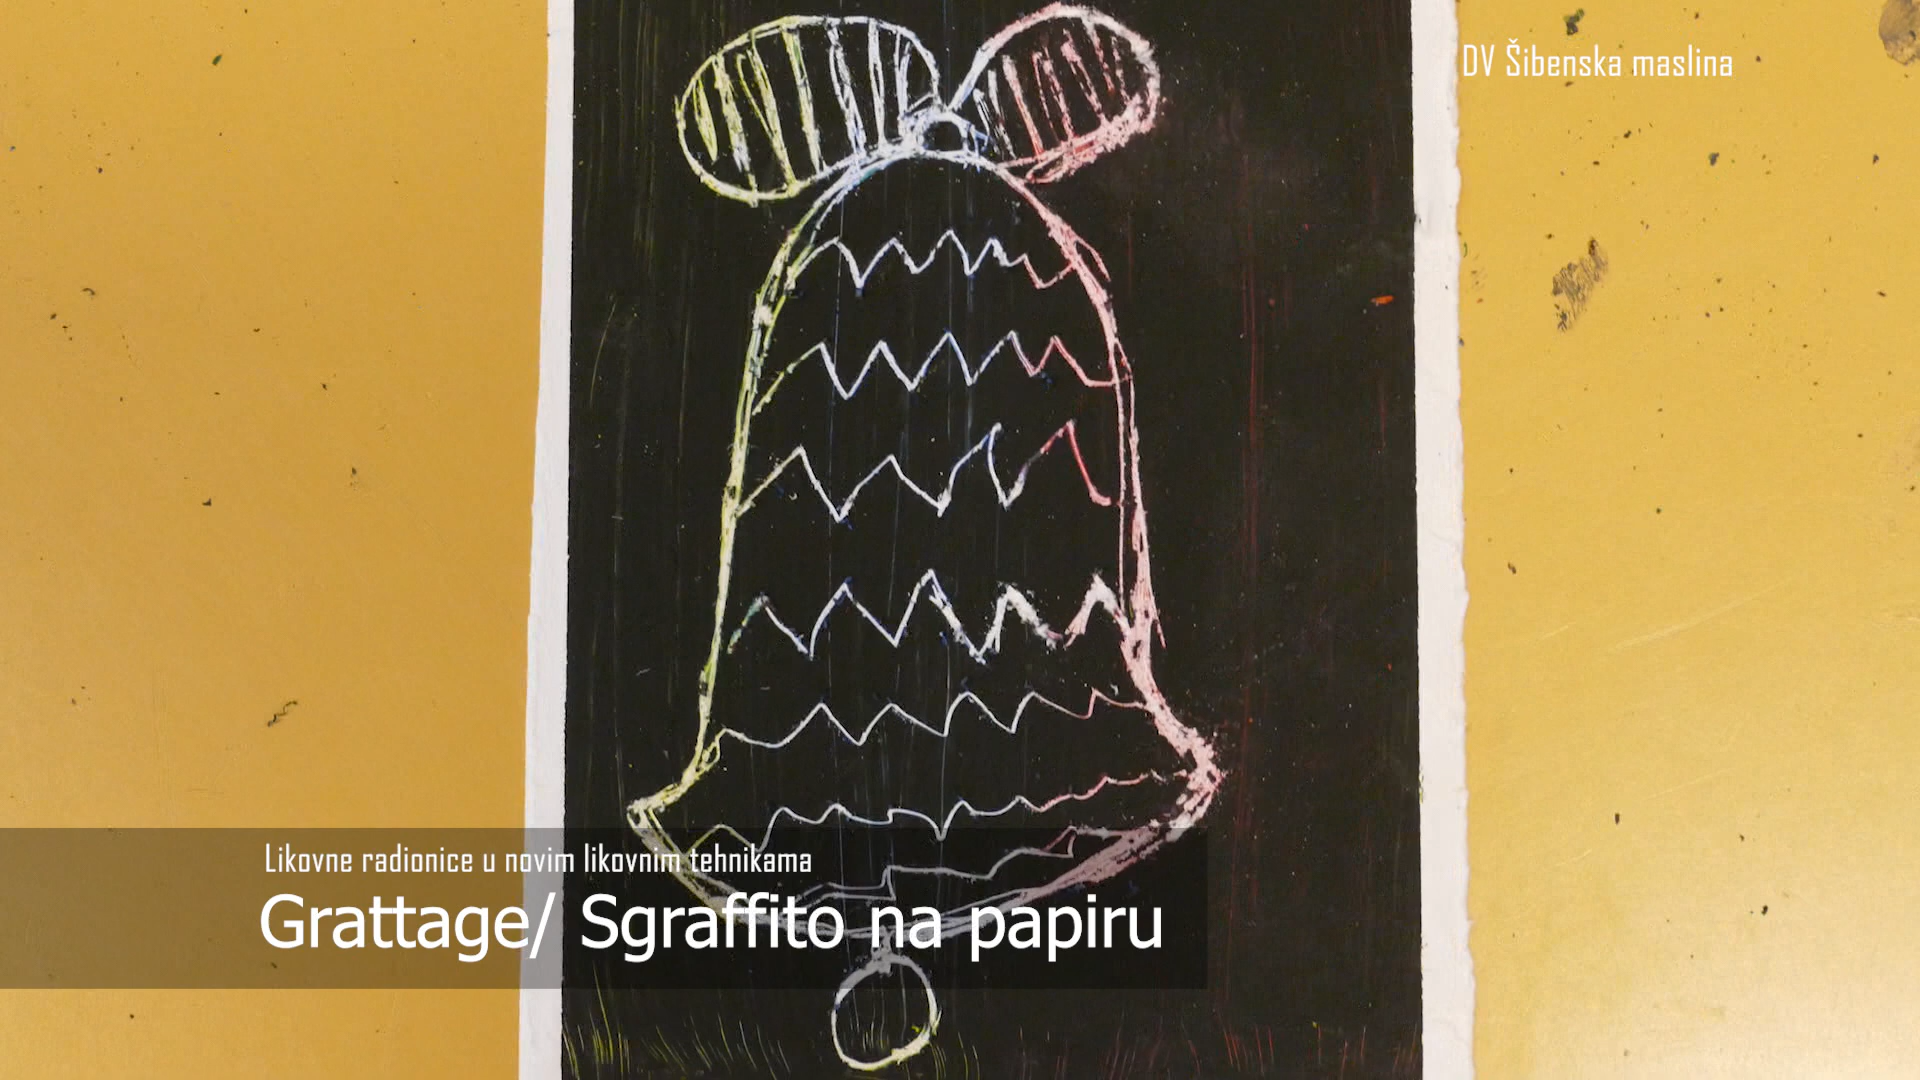 DV Šibenska maslina
Likovne radionice u novim likovnim tehnikama
Grattage/ Sgraffito na papiru